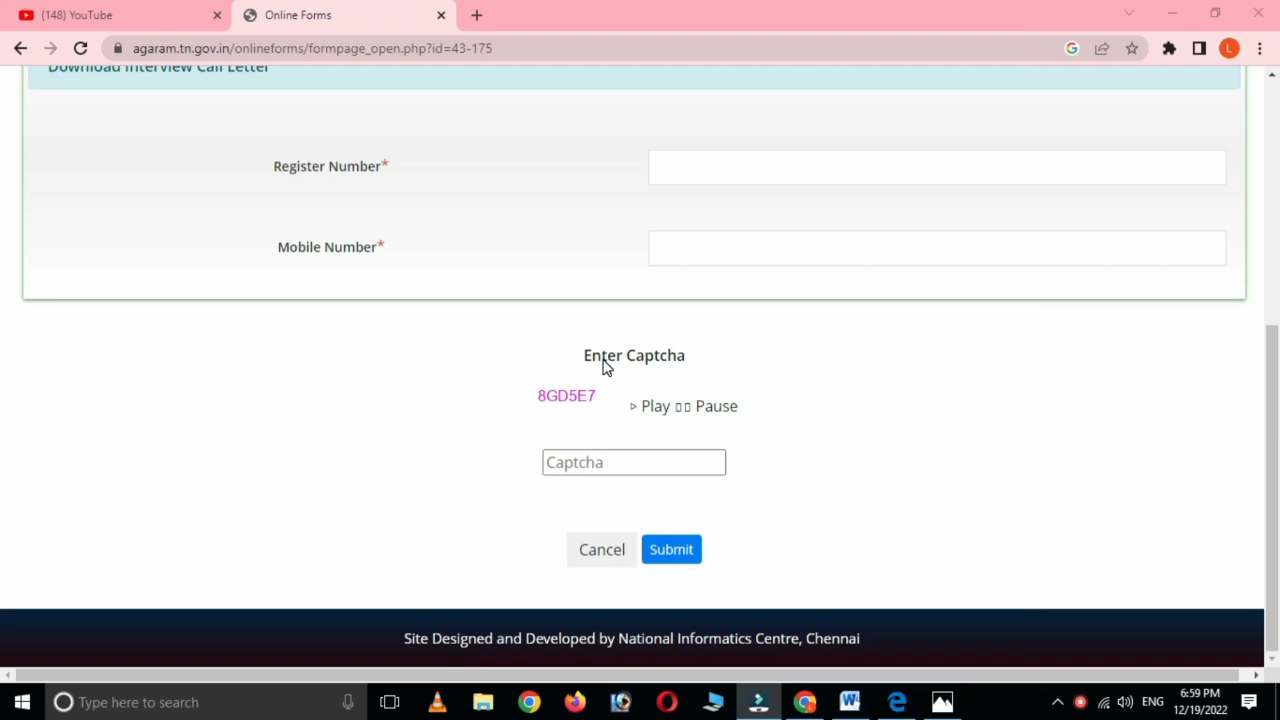 (148) YouTube
Online Forms
agaram.tn.gov.in/onlineforms/formpage_open.php?id=43-175
L
Download Interview Call Letter
Register Number*
Mobile Number*
Enter Captcha
8GD5E7
Play Pause
Captcha
Cancel Submit
Site Designed and Developed by National Informatics Centre, Chennai
Type here to search
ENG
6:59 PM
12/19/2022